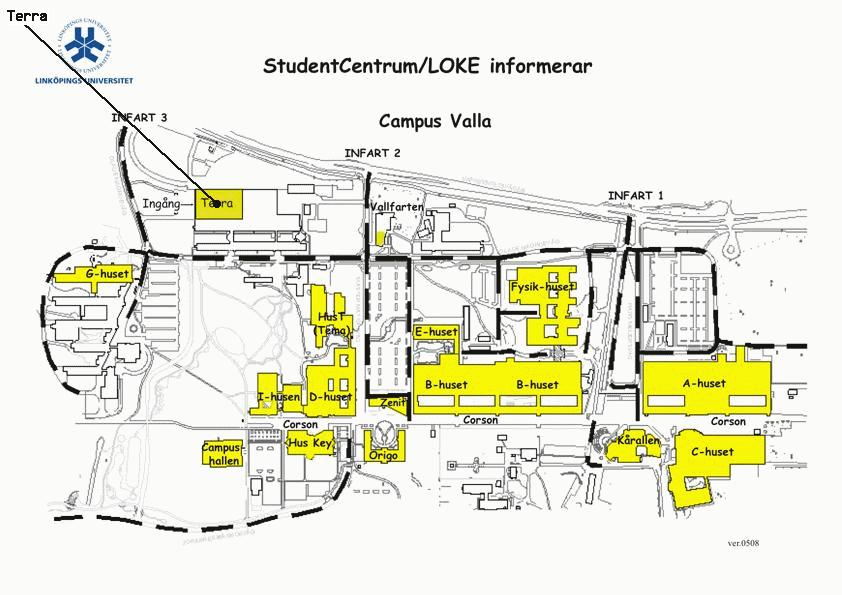 Terra
LINKÖPINGS UNIVERSITET
StudentCentrum/LOKE informerar
INFART 3
Campus Valla
INFART 2
INFART 1
Ingång
Terra
Vallfarten
G-huset
Fysik-huset
HusT
(Tema)
E-huset
B-huset
B-huset
A-huset
I-husen
D-huset
Zenit
Corson
Corson
Corson
Campus-
hallen
Hus Key
Origo
Kårallen
C-huset
ver.0508